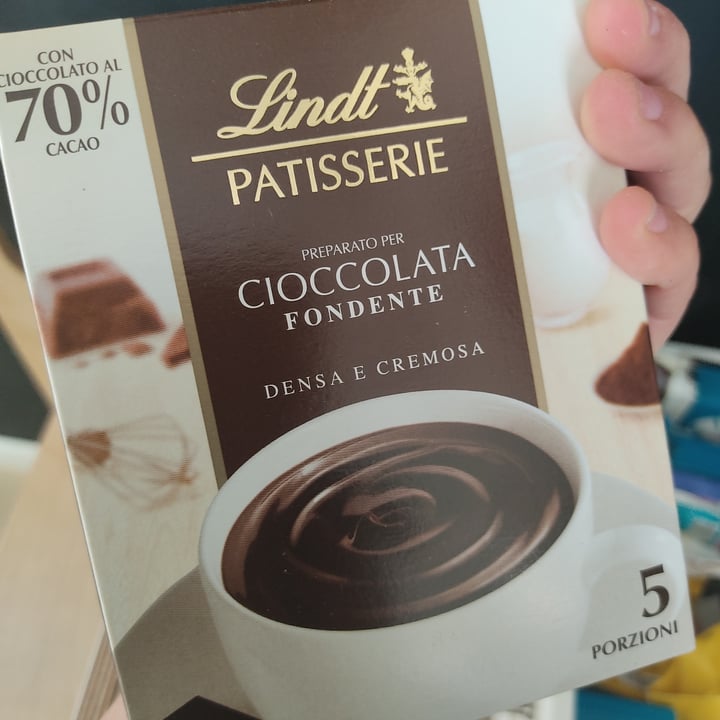 CON
CIOCCOLATO AL
70%
CACAO
Lindt
PATISSERIE
PREPARATO PER
CIOCCOLATA
FONDENTE
DENSA E CREMOSA
5
PORZIONI